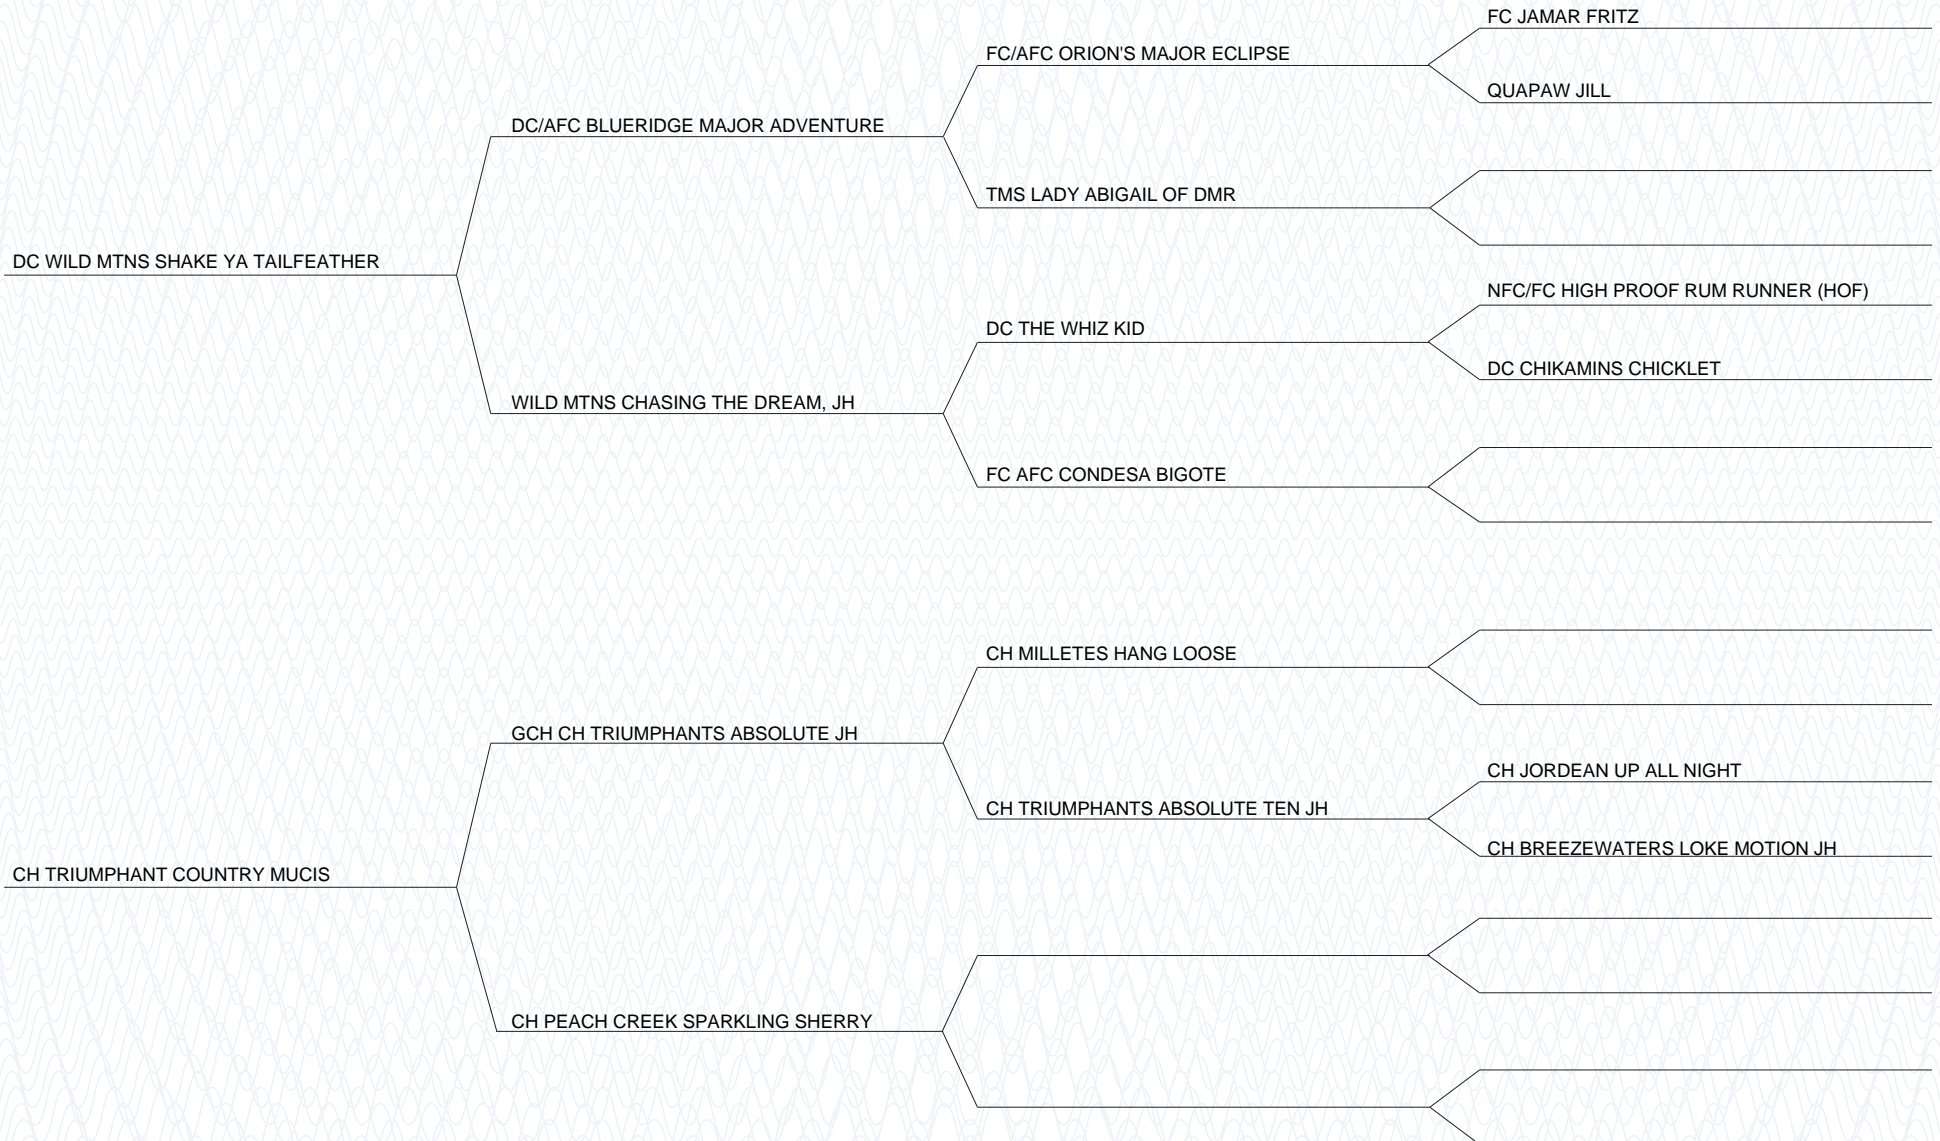 FC JAMAR FRITZ
FC/AFC ORION'S MAJOR ECLIPSE
QUAPAW JILL
DC/AFC BLUERIDGE MAJOR ADVENTURE
TMS LADY ABIGAIL OF DMR
DC WILD MTNS SHAKE YA TAILFEATHER
NFC/FC HIGH PROOF RUM RUNNER (HOF)
DC THE WHIZ KID
DC CHIKAMINS CHICKLET
WILD MTNS CHASING THE DREAM, JH
FC AFC CONDESA BIGOTE
CH MILLETES HANG LOOSE
GCH CH TRIUMPHANTS ABSOLUTE JH
CH JORDEAN UP ALL NIGHT
CH TRIUMPHANTS ABSOLUTE TEN JH
CH BREEZEWATERS LOKE MOTION JH
CH TRIUMPHANT COUNTRY MUCIS
CH PEACH CREEK SPARKLING SHERRY